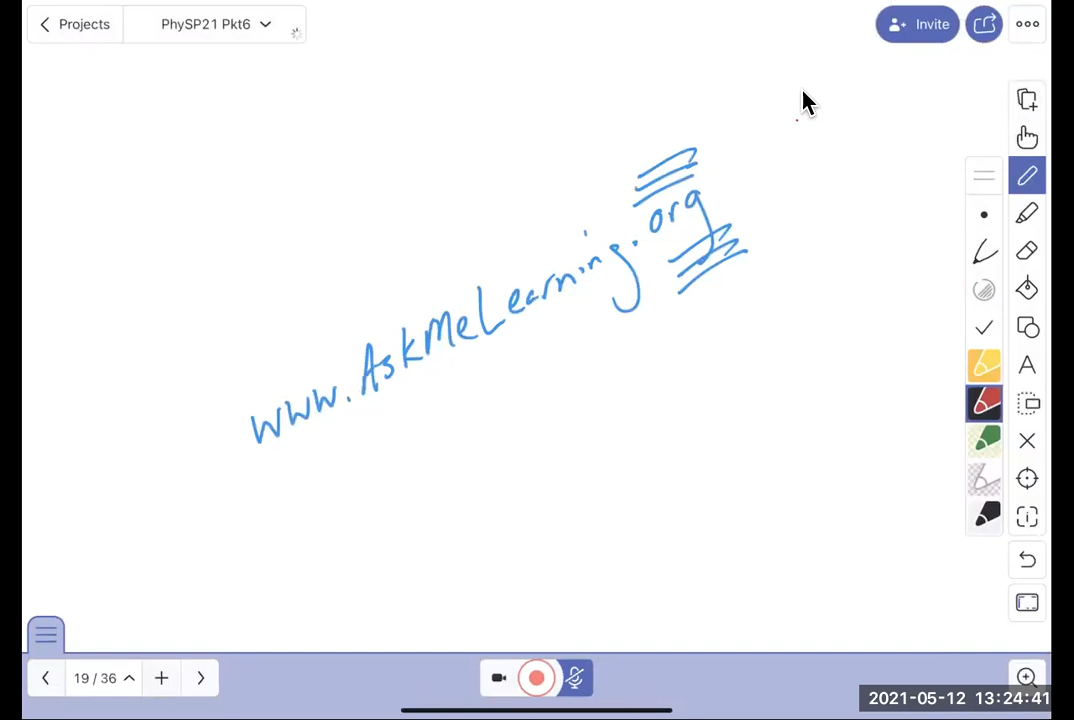 Projects
PhySP21 Pkt6
Invite
www.AskMeLearning.org
A
19 / 36
2021-05-12 13:24:41